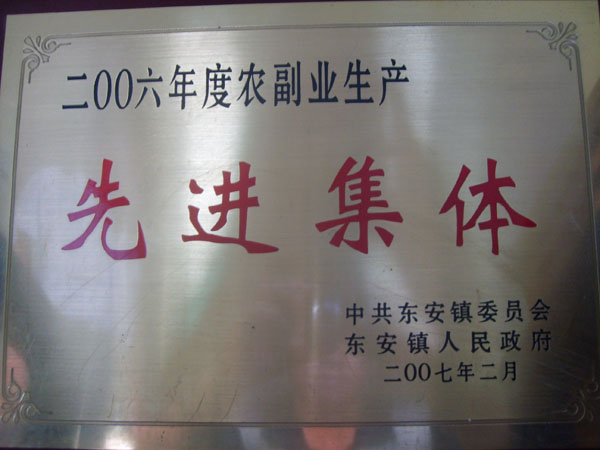 二00六年度农副业生产
先进集体
中共东安镇委员会
东安镇人民政府
二00七年二月